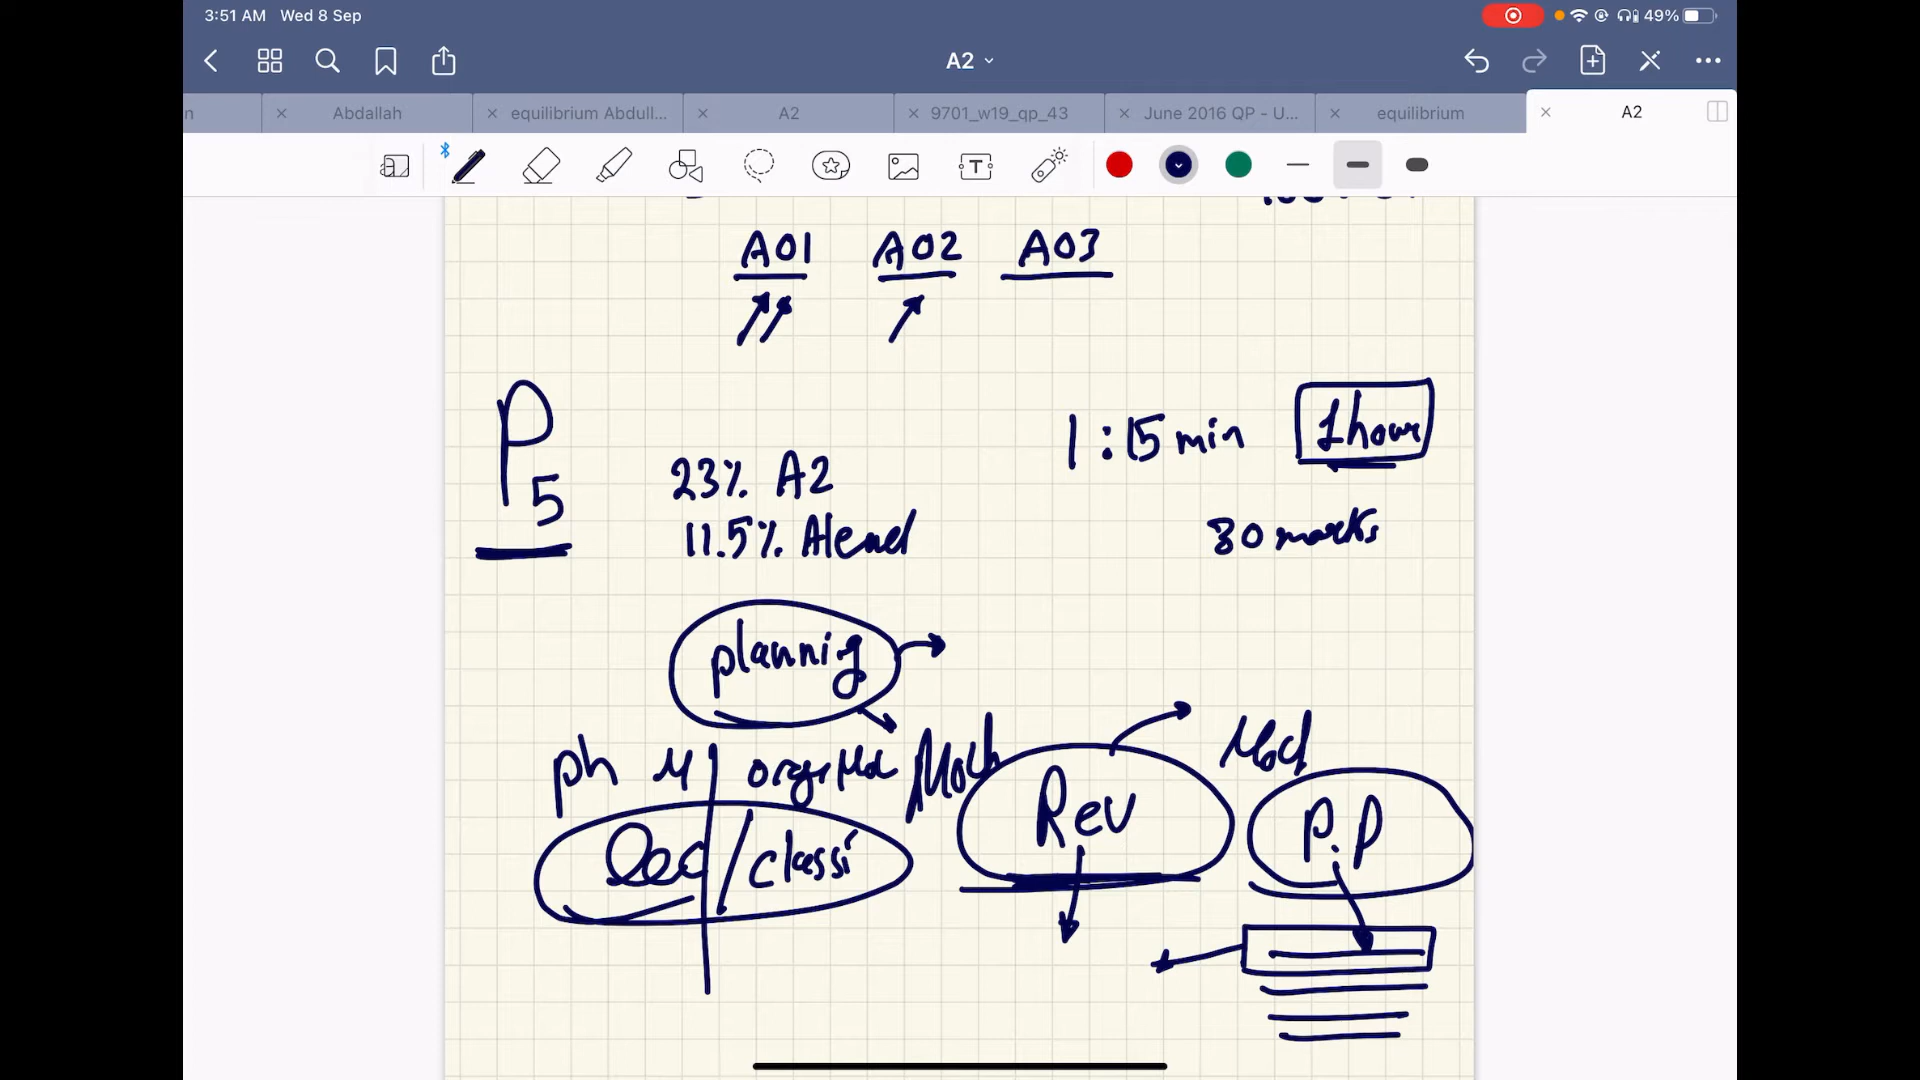 3:51 AM Wed 8 Sep
49%
A2
n
Abdallah
equilibrium Abdull...
A2
9701_w19_qp_43
June 2016 QP - U...
equilibrium
A2
A01 A02 A03
P5
1:15 min
1 hour
23% A2
11.5% Alevel
30 marks
planning
ph
Rev
P.P
/ classi